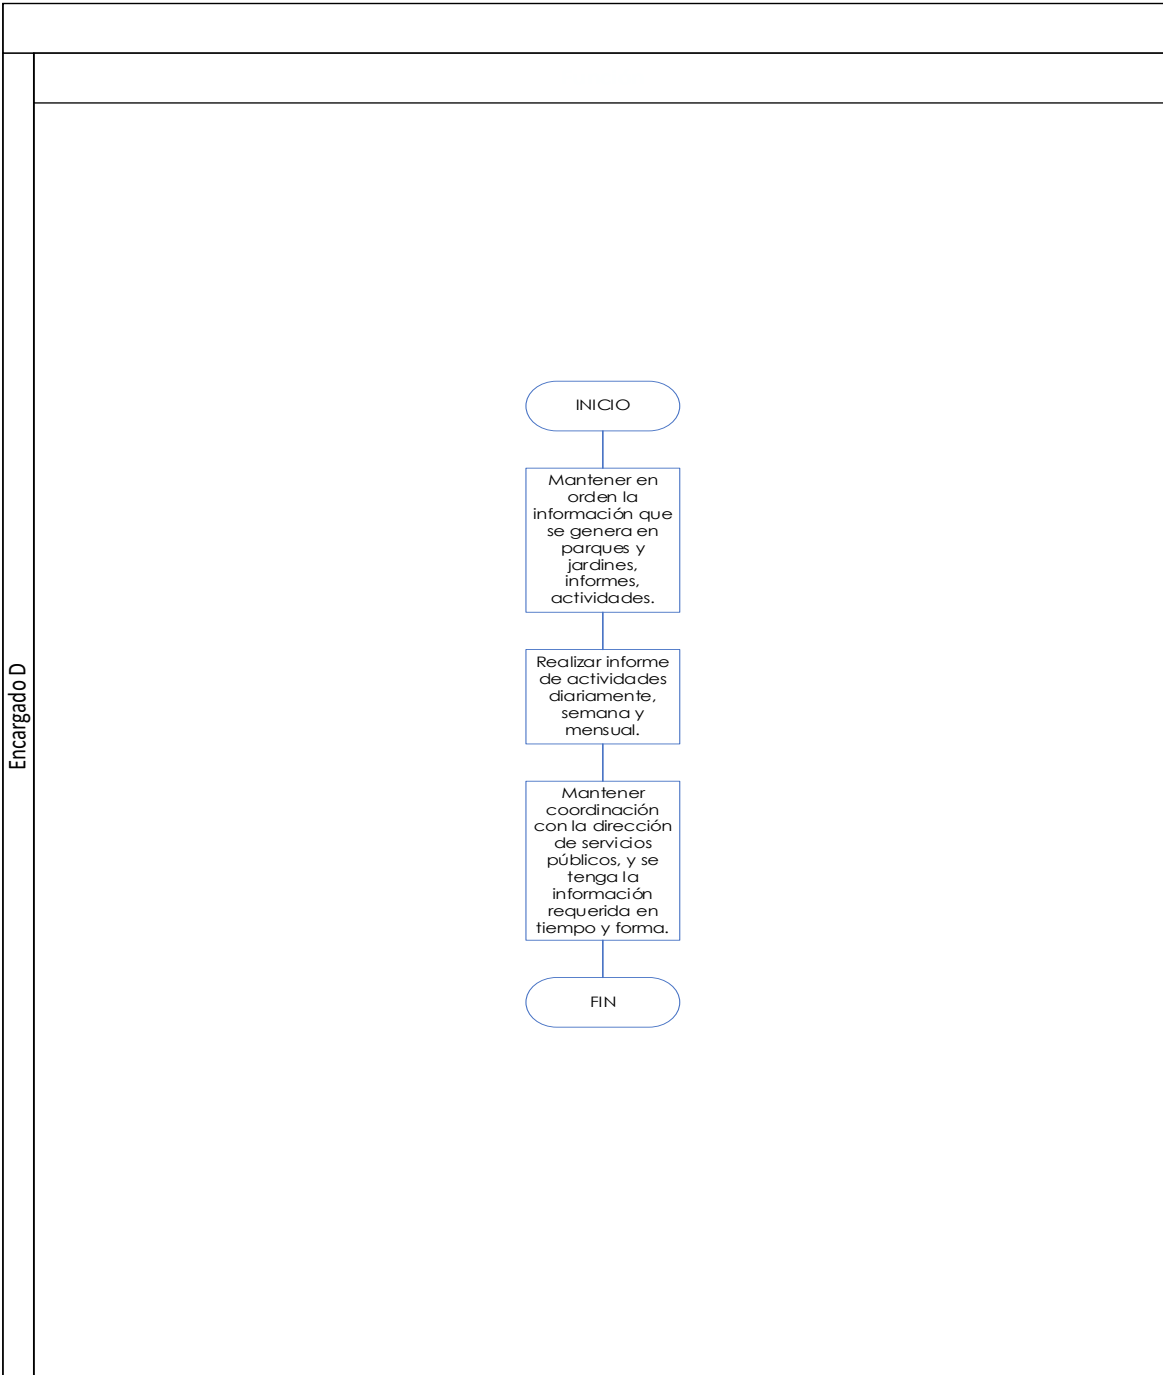 Encargado D
INICIO
Mantener en
orden la
información que
se genera en
parques y
jardines,
informes,
actividades.
Realizar informe
de actividades
diariamente,
semana y
mensual.
Mantener
coordinación
con la dirección
de servicios
públicos, y se
tenga la
información
requerida en
tiempo y forma.
FIN